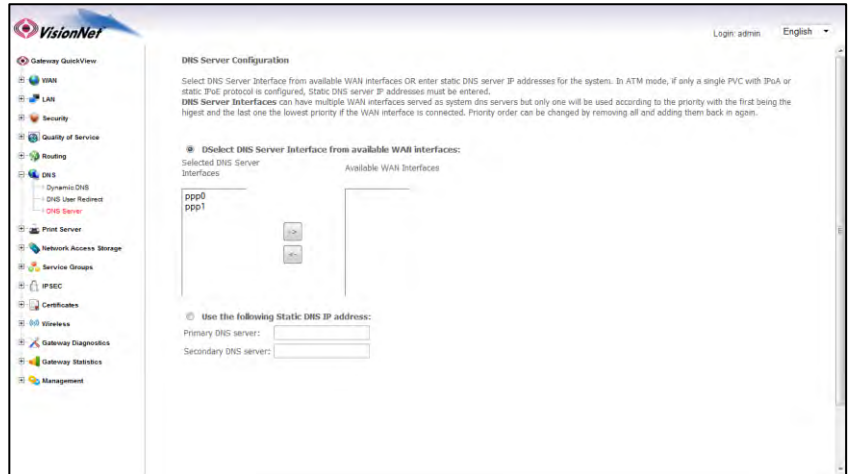 VisionNet
Login: admin
English
Gateway QuickView
WAN
LAN
Security
Quality of Service
Routing
DNS
Dynamic DNS
DNS User Redirect
DNS Server
Print Server
Network Access Storage
Service Groups
IPSEC
Certificates
Wireless
Gateway Diagnostics
Gateway Statistics
Management
DNS Server Configuration
Select DNS Server Interface from available WAN interfaces OR enter static DNS server IP addresses for the system. In ATM mode, if only a single PVC with IPoA or
static IPoE protocol is configured, Static DNS server IP addresses must be entered.
DNS Server Interfaces can have multiple WAN interfaces served as system dns servers but only one will be used according to the priority with the first being the
higest and the last one the lowest priority if the WAN interface is connected. Priority order can be changed by removing all and adding them back in again.
DSelect DNS Server Interface from available WAN interfaces:
Selected DNS Server
Interfaces
Available WAN Interfaces
ppp0
ppp1
->
<-
Use the following Static DNS IP address:
Primary DNS server:
Secondary DNS server: